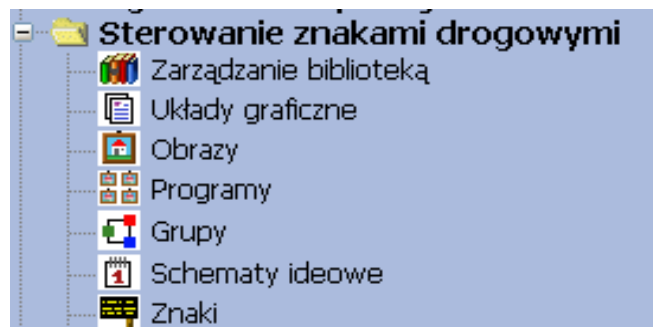 Sterowanie znakami drogowymi
Zarządzanie biblioteką
Układy graficzne
Obrazy
Programy
Grupy
Schematy ideowe
Znaki